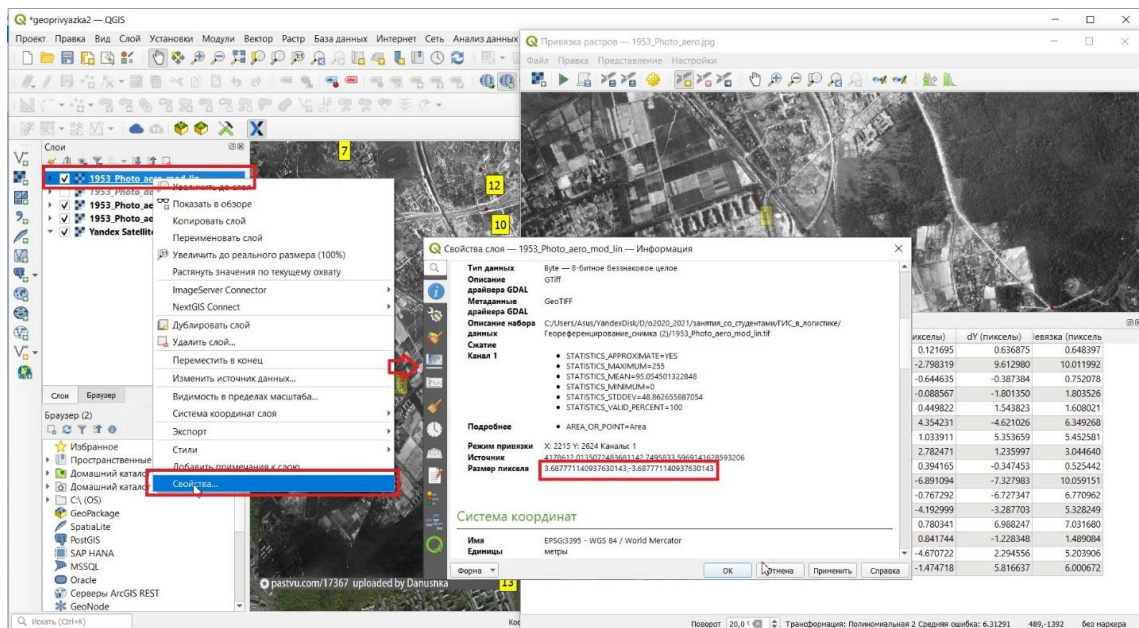 *geoprivyazka2 — QGIS
Проект Правка Вид Слой Установки Модули Вектор Растр База данных Интернет Сеть Анализ данных
Слои
1953_Photo_aero_mod_lin
1953_Photo_ae
1953_Photo_ae
1953_Photo_ae
Yandex Satellite
Увеличить до слоя
Показать в обзоре
Копировать слой
Переименовать слой
Увеличить до реального размера (100%)
Растянуть значения по текущему охвату
ImageServer Connector
NextGIS Connect
Дублировать слой
Удалить слой...
Переместить в конец
Изменить источник данных...
Видимость в пределах масштаба...
Система координат слоя
Экспорт
Стили
Добавить примечания к слою
Свойства...
Слои Браузер
Браузер (2)
Избранное
Пространственные
Домашний каталог
Домашний каталог
C:\ (OS)
GeoPackage
SpatiaLite
PostGIS
SAP HANA
MSSQL
Oracle
Серверы ArcGIS REST
GeoNode
Искать (Ctrl+K)
7
12
10
13
pastvu.com/17367 uploaded by Danushka
Привязка растров — 1953_Photo_aero.jpg
Файл Правка Представление Настройки
Свойства слоя — 1953_Photo_aero_mod_lin — Информация
Тип данных Byte — 8-битное беззнаковое целое
Описание драйвера GDAL GTiff
Метаданные драйвера GDAL GeoTIFF
Описание набора данных C:/Users/Asus/YandexDisk/D/o2020_2021/занятия_со_студентами/ГИС_в_логистике/
Геореференцирование_снимка (2)/1953_Photo_aero_mod_lin.tif
Сжатие
Канал 1
STATISTICS_APPROXIMATE=YES
STATISTICS_MAXIMUM=255
STATISTICS_MEAN=95.054501322848
STATISTICS_MINIMUM=0
STATISTICS_STDDEV=48.862655887054
STATISTICS_VALID_PERCENT=100
Подробнее AREA_OR_POINT=Area
Режим привязки X: 2215 Y: 2624 Каналы: 1
Источник
Размер пикселя 3.687771140937630143,-3.687771140937630143
Система координат
Имя EPSG:3395 - WGS 84 / World Mercator
Единицы метры
Форма OK Отмена Применить Справка
икселы) dY (пикселы) евязка (пиксель
0.121695 0.636875 0.648397
-2.798319 9.612980 10.011992
-0.644635 -0.387384 0.752078
-0.088567 -1.801350 1.803526
0.449822 1.543823 1.608021
4.354231 -4.621026 6.349268
1.033911 5.353659 5.452581
2.782471 1.235997 3.044640
0.394165 -0.347453 0.525442
-6.891094 -7.327983 10.059151
-0.767292 -6.727347 6.770962
-4.192999 -3.287703 5.328249
0.780341 6.988247 7.031680
0.841744 -1.228348 1.489084
-4.670722 2.294556 5.203906
-1.474718 5.816637 6.000672
Поворот 20,0 ° Трансформация: Полиномиальная 2 Средняя ошибка: 6.31291 489,-1392 без маркера